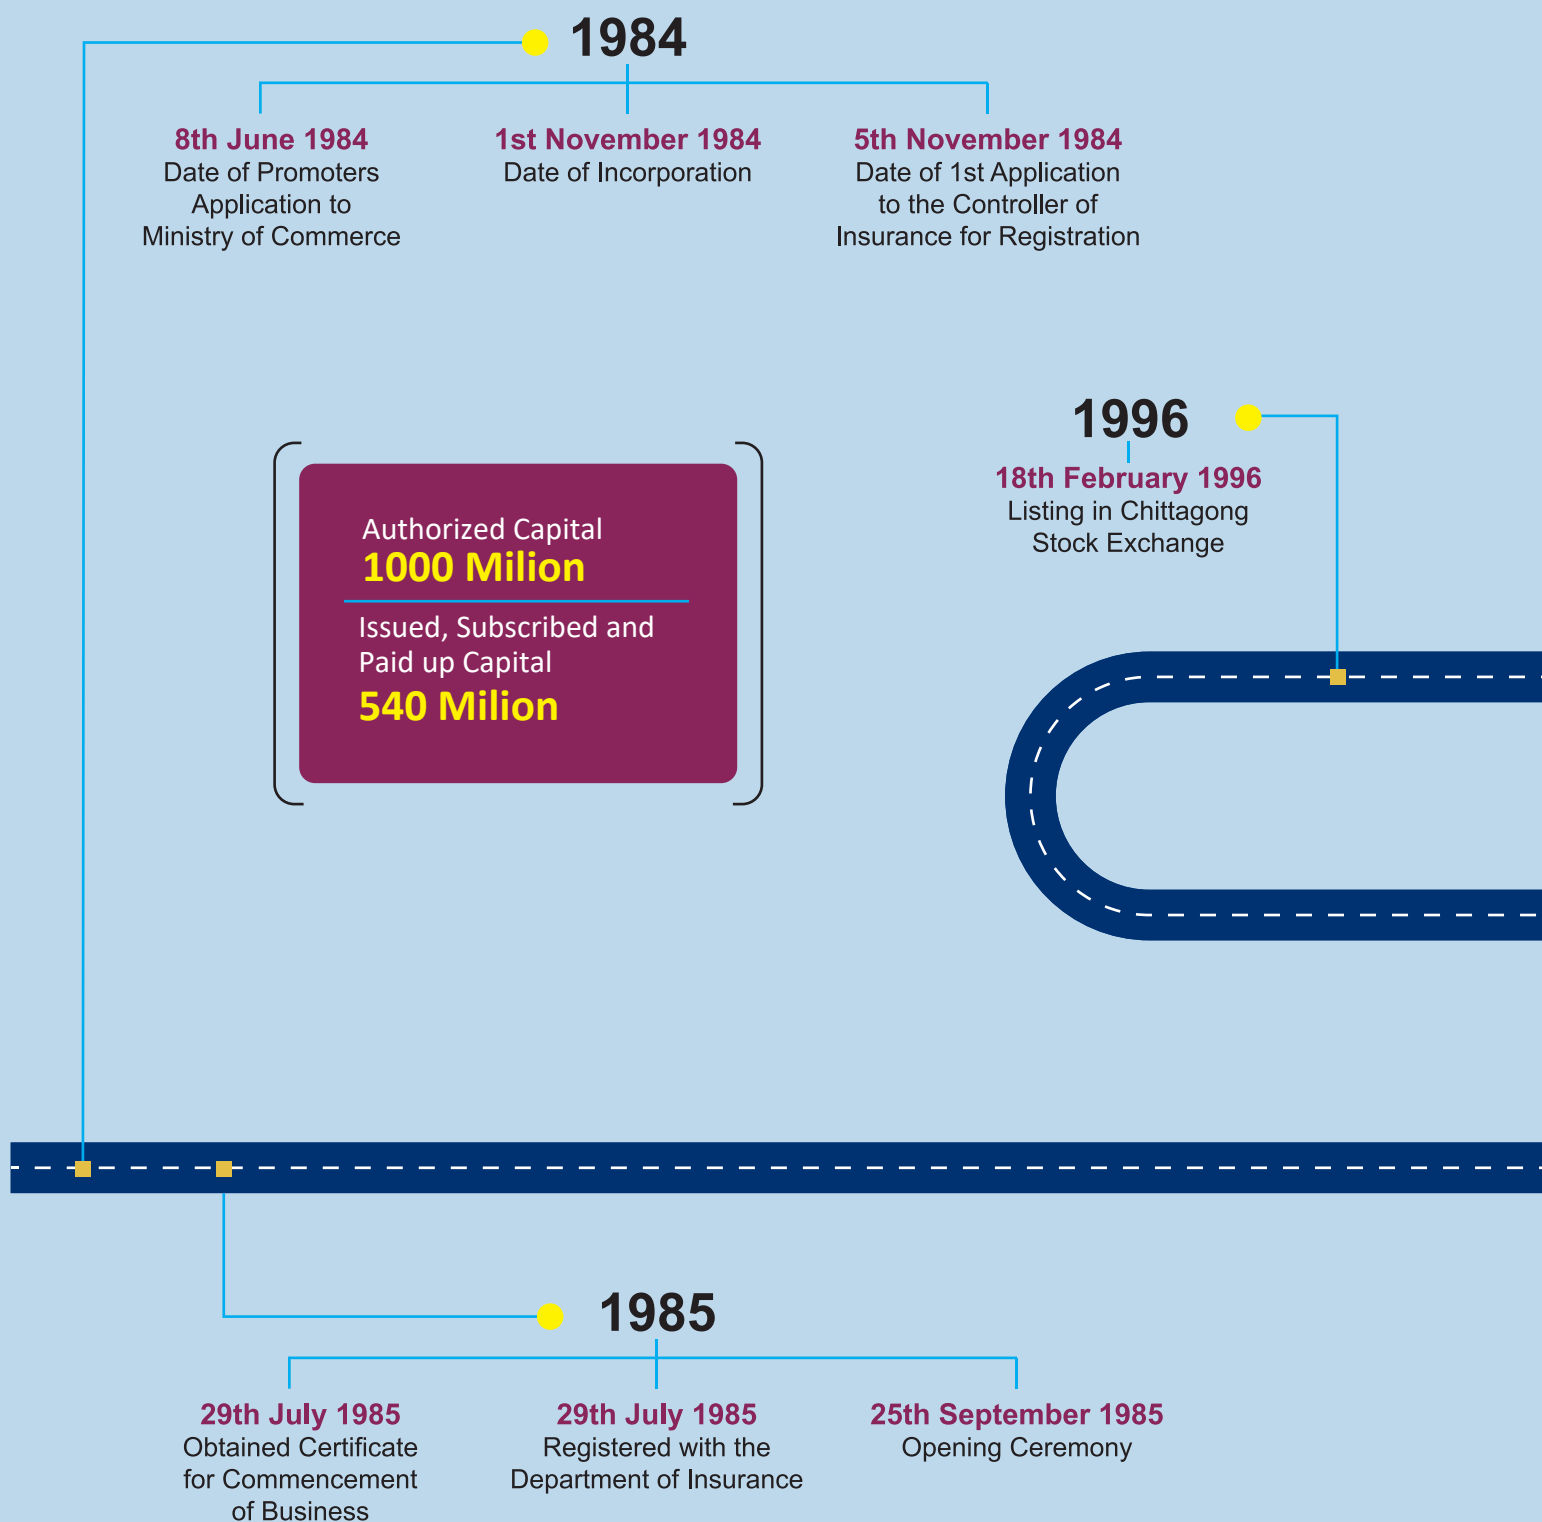 1984
8th June 1984
Date of Promoters
Application to
Ministry of Commerce
1st November 1984
Date of Incorporation
5th November 1984
Date of 1st Application
to the Controller of
Insurance for Registration
1996
18th February 1996
Listing in Chittagong
Stock Exchange
Authorized Capital
1000 Milion
Issued, Subscribed and
Paid up Capital
540 Milion
1985
29th July 1985
Obtained Certificate
for Commencement
of Business
29th July 1985
Registered with the
Department of Insurance
25th September 1985
Opening Ceremony